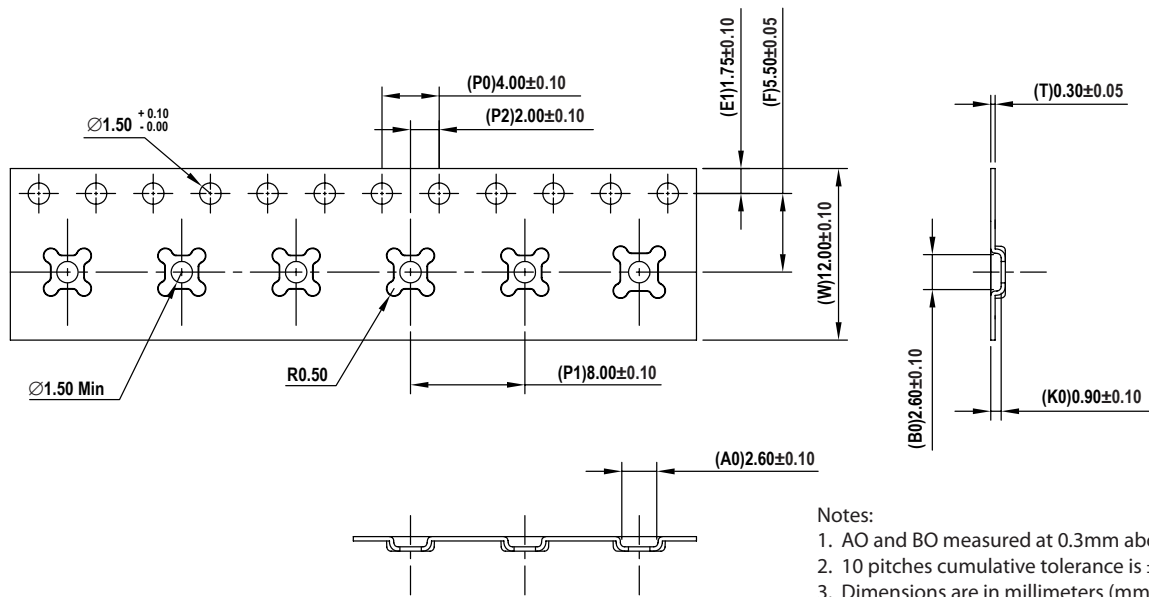 (E1)1.75±0.10
(F)5.50±0.05
(P0)4.00±0.10
(T)0.30±0.05
(P2)2.00±0.10
∅1.50 +0.10 -0.00
(W)12.00±0.10
∅1.50 Min
R0.50
(P1)8.00±0.10
(B0)2.60±0.10
(K0)0.90±0.10
(A0)2.60±0.10
Notes:
1. AO and BO measured at 0.3mm
2. 10 pitches cumulative tolerance is
3. Dimensions are in millimeters (mm